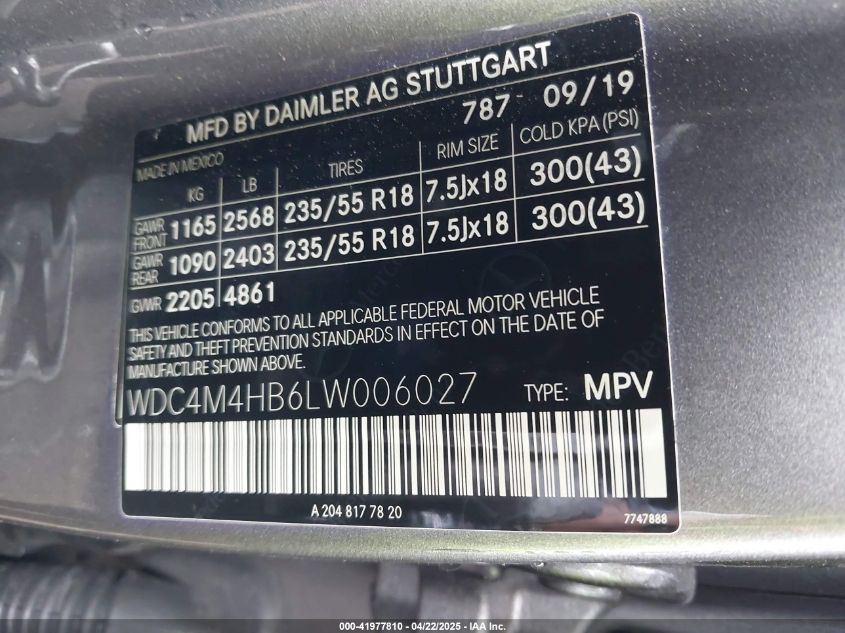 MFD BY DAIMLER AG STUTTGART
787 09/19
MADE IN MEXICO
KG LB TIRES RIM SIZE COLD KPA(PSI)
GAWR FRONT 1165 2568 235/55 R18 7.5Jx18 300(43)
GAWR REAR 1090 2403 235/55 R18 7.5Jx18 300(43)
GVWR 2205 4861
THIS VEHICLE CONFORMS TO ALL APPLICABLE FEDERAL MOTOR VEHICLE
SAFETY AND THEFT PREVENTION STANDARDS IN EFFECT ON THE DATE OF
MANUFACTURE SHOWN ABOVE.
WDC4M4HB6LW006027 TYPE: MPV
A 204 817 78 20
7747888
000-41977810 - 04/22/2025 - IAA Inc.